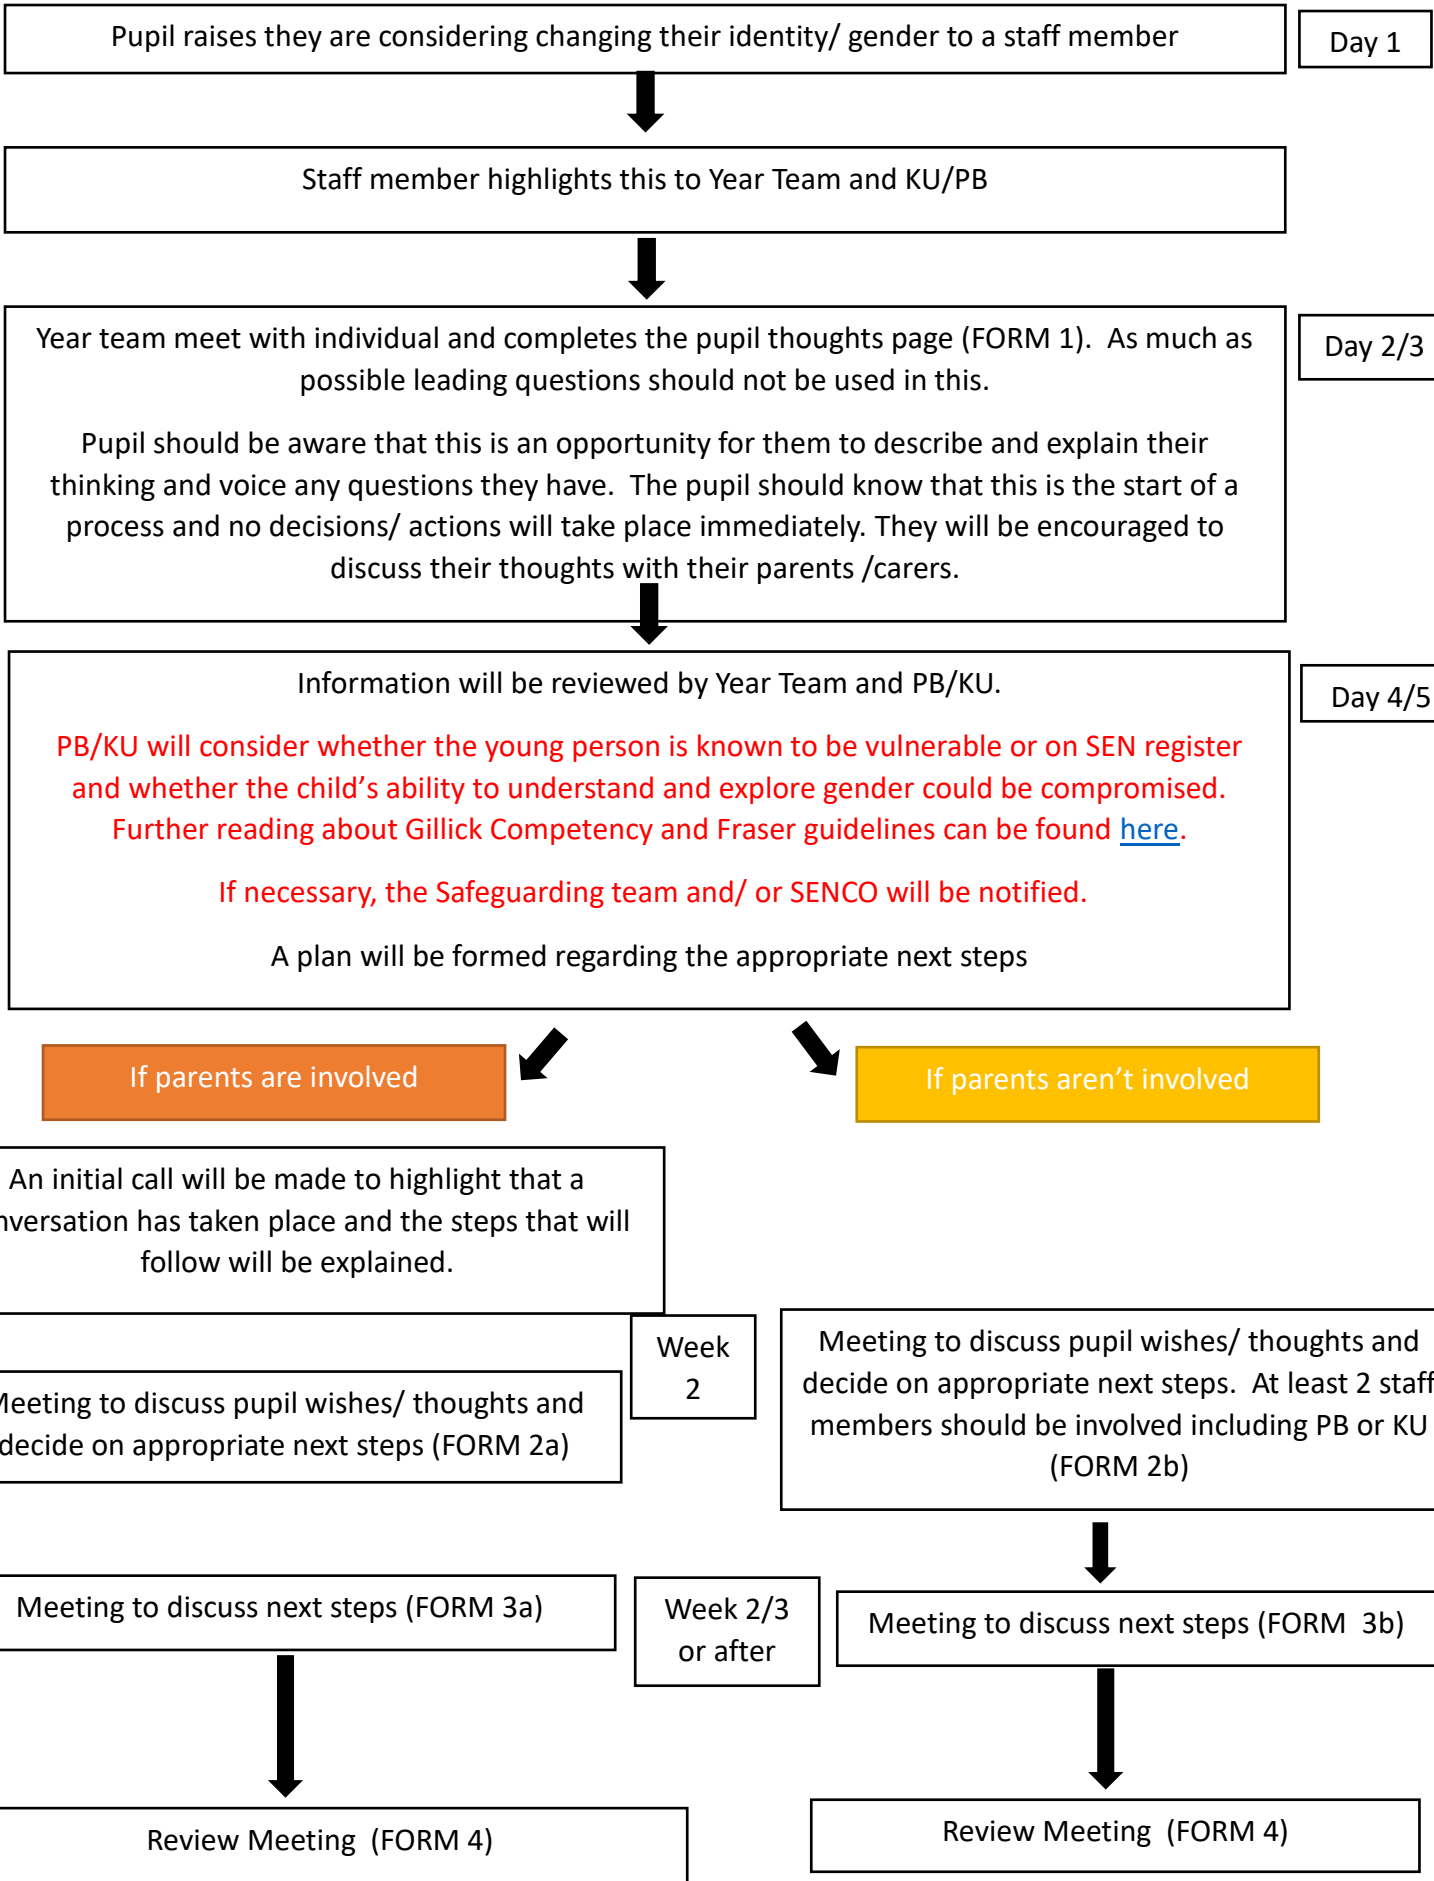 Pupil raises they are considering changing their identity/ gender to a staff member
Day 1
Staff member highlights this to Year Team and KU/PB
Year team meet with individual and completes the pupil thoughts page (FORM 1).  As much as
possible leading questions should not be used in this.
Day 2/3
Pupil should be aware that this is an opportunity for them to describe and explain their
thinking and voice any questions they have.  The pupil should know that this is the start of a
process and no decisions/ actions will take place immediately. They will be encouraged to
discuss their thoughts with their parents /carers.
Information will be reviewed by Year Team and PB/KU.
Day 4/5
PB/KU will consider whether the young person is known to be vulnerable or on SEN register
and whether the child's ability to understand and explore gender could be compromised.
Further reading about Gillick Competency and Fraser guidelines can be found here.
If necessary, the Safeguarding team and/ or SENCO will be notified.
A plan will be formed regarding the appropriate next steps
If parents are involved
If parents aren't involved
An initial call will be made to highlight that a
nversation has taken place and the steps that will
follow will be explained.
Week
2
Meeting to discuss pupil wishes/ thoughts and
decide on appropriate next steps (FORM 2a)
Meeting to discuss pupil wishes/ thoughts and
decide on appropriate next steps.  At least 2 staff
members should be involved including PB or KU
(FORM 2b)
Meeting to discuss next steps (FORM 3a)
Week 2/3
or after
Meeting to discuss next steps (FORM  3b)
Review Meeting  (FORM 4)
Review Meeting  (FORM 4)